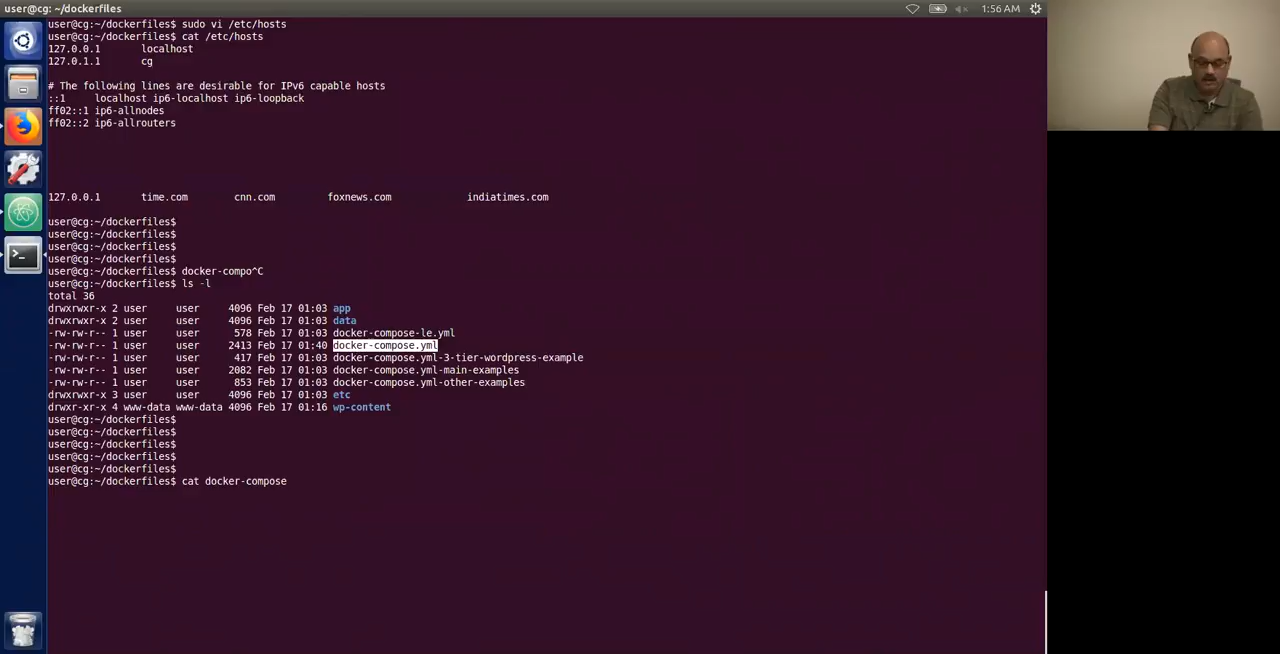 user@cg: ~/dockerfiles
1:56 AM
user@cg:~/dockerfiles$ sudo vi /etc/hosts
user@cg:~/dockerfiles$ cat /etc/hosts
127.0.0.1 localhost
127.0.1.1 cg
# The following lines are desirable for IPv6 capable hosts
::1 localhost ip6-localhost ip6-loopback
ff02::1 ip6-allnodes
ff02::2 ip6-allrouters
127.0.0.1 time.com cnn.com foxnews.com indiatimes.com
user@cg:~/dockerfiles$
user@cg:~/dockerfiles$
user@cg:~/dockerfiles$
user@cg:~/dockerfiles$
user@cg:~/dockerfiles$ docker-compo^C
user@cg:~/dockerfiles$ ls -l
total 36
drwxrwxr-x 2 user user 4096 Feb 17 01:03 app
drwxrwxr-x 2 user user 4096 Feb 17 01:03 data
-rw-rw-r-- 1 user user 578 Feb 17 01:03 docker-compose-le.yml
-rw-rw-r-- 1 user user 2413 Feb 17 01:40 docker-compose.yml
-rw-rw-r-- 1 user user 417 Feb 17 01:03 docker-compose.yml-3-tier-wordpress-example
-rw-rw-r-- 1 user user 2082 Feb 17 01:03 docker-compose.yml-main-examples
-rw-rw-r-- 1 user user 853 Feb 17 01:03 docker-compose.yml-other-examples
drwxrwxr-x 3 user user 4096 Feb 17 01:03 etc
drwxr-xr-x 4 www-data www-data 4096 Feb 17 01:16 wp-content
user@cg:~/dockerfiles$
user@cg:~/dockerfiles$
user@cg:~/dockerfiles$
user@cg:~/dockerfiles$
user@cg:~/dockerfiles$
user@cg:~/dockerfiles$ cat docker-compose